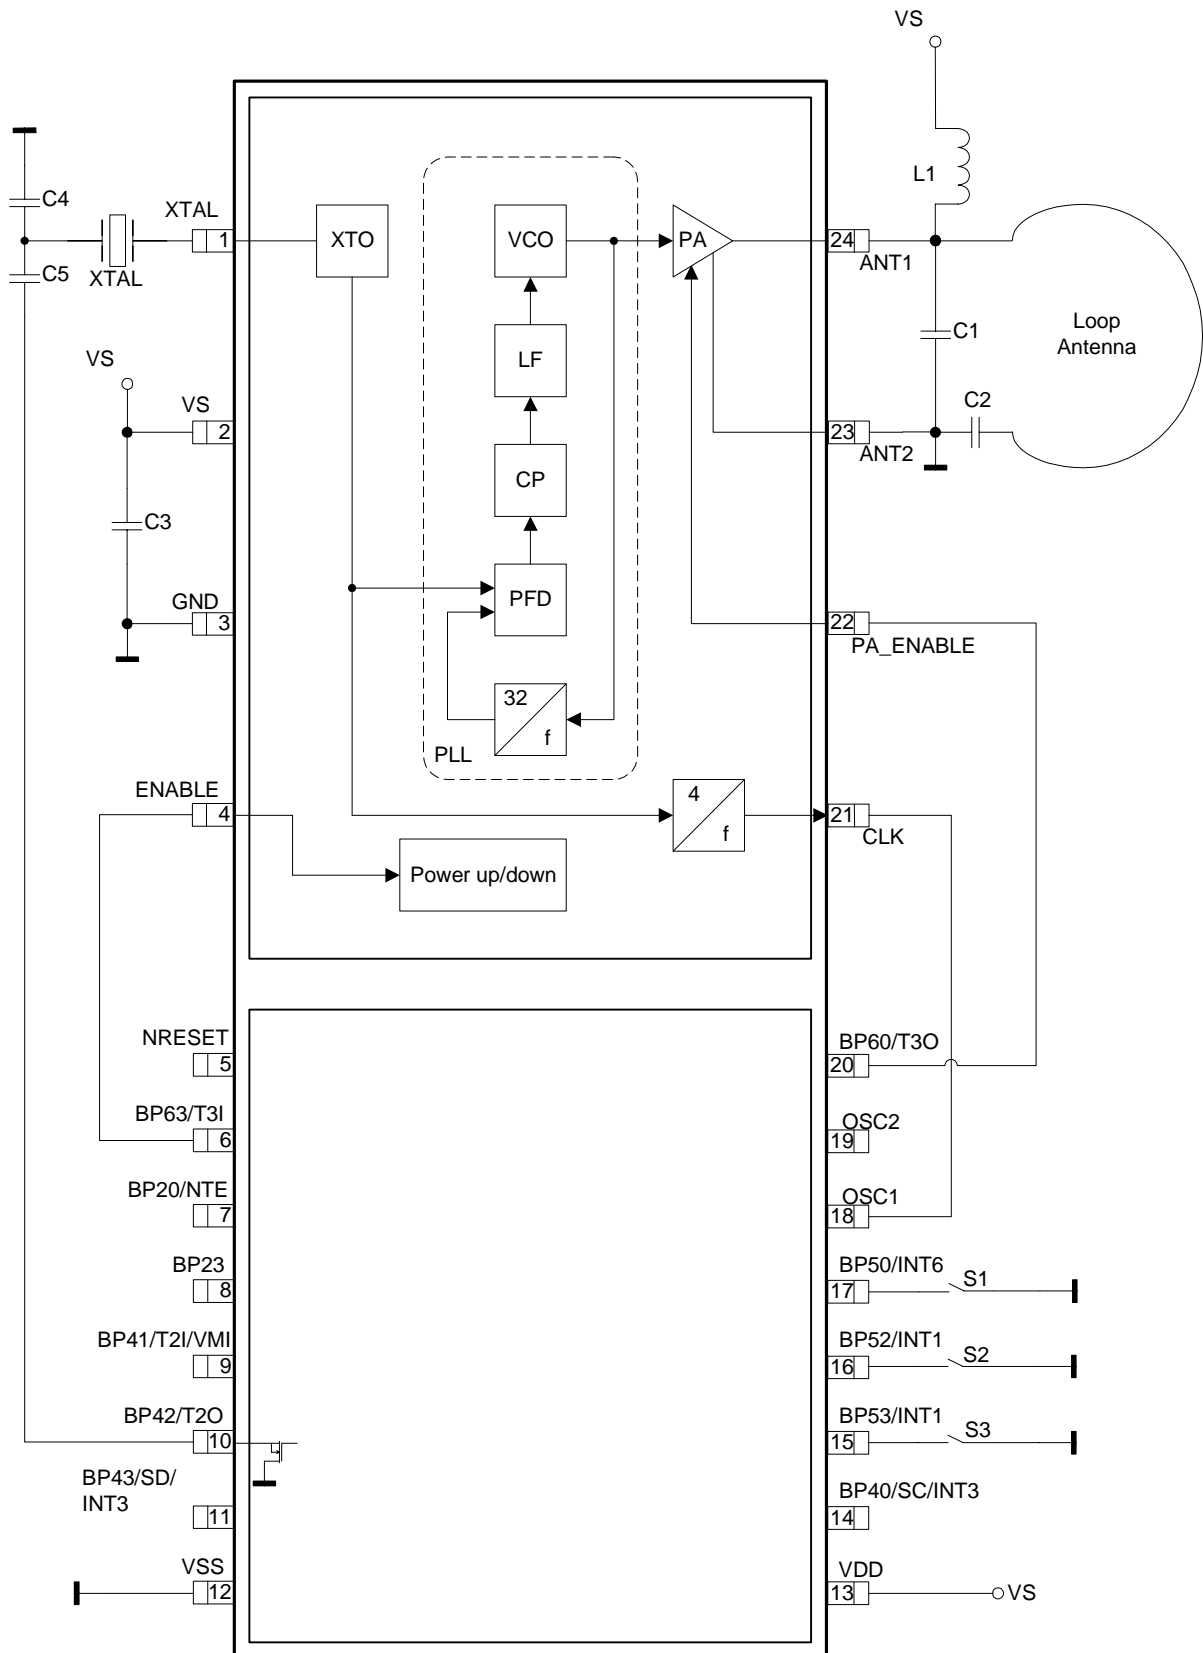 VS
L1
C4
XTAL
1
XTO
VCO
PA
24
ANT1
C5
XTAL
C1
Loop
Antenna
VS
LF
VS
2
C2
23
ANT2
CP
C3
GND
3
PFD
22
PA_ENABLE
32
f
PLL
ENABLE
4
4
f
21
CLK
Power up/down
NRESET
5
BP60/T3O
20
BP63/T3I
6
OSC2
19
BP20/NTE
7
OSC1
18
BP23
8
BP50/INT6
17
S1
BP41/T2I/VMI
9
BP52/INT1
16
S2
BP42/T2O
10
BP53/INT1
15
S3
BP43/SD/
INT3
11
BP40/SC/INT3
14
VSS
12
VDD
13
VS